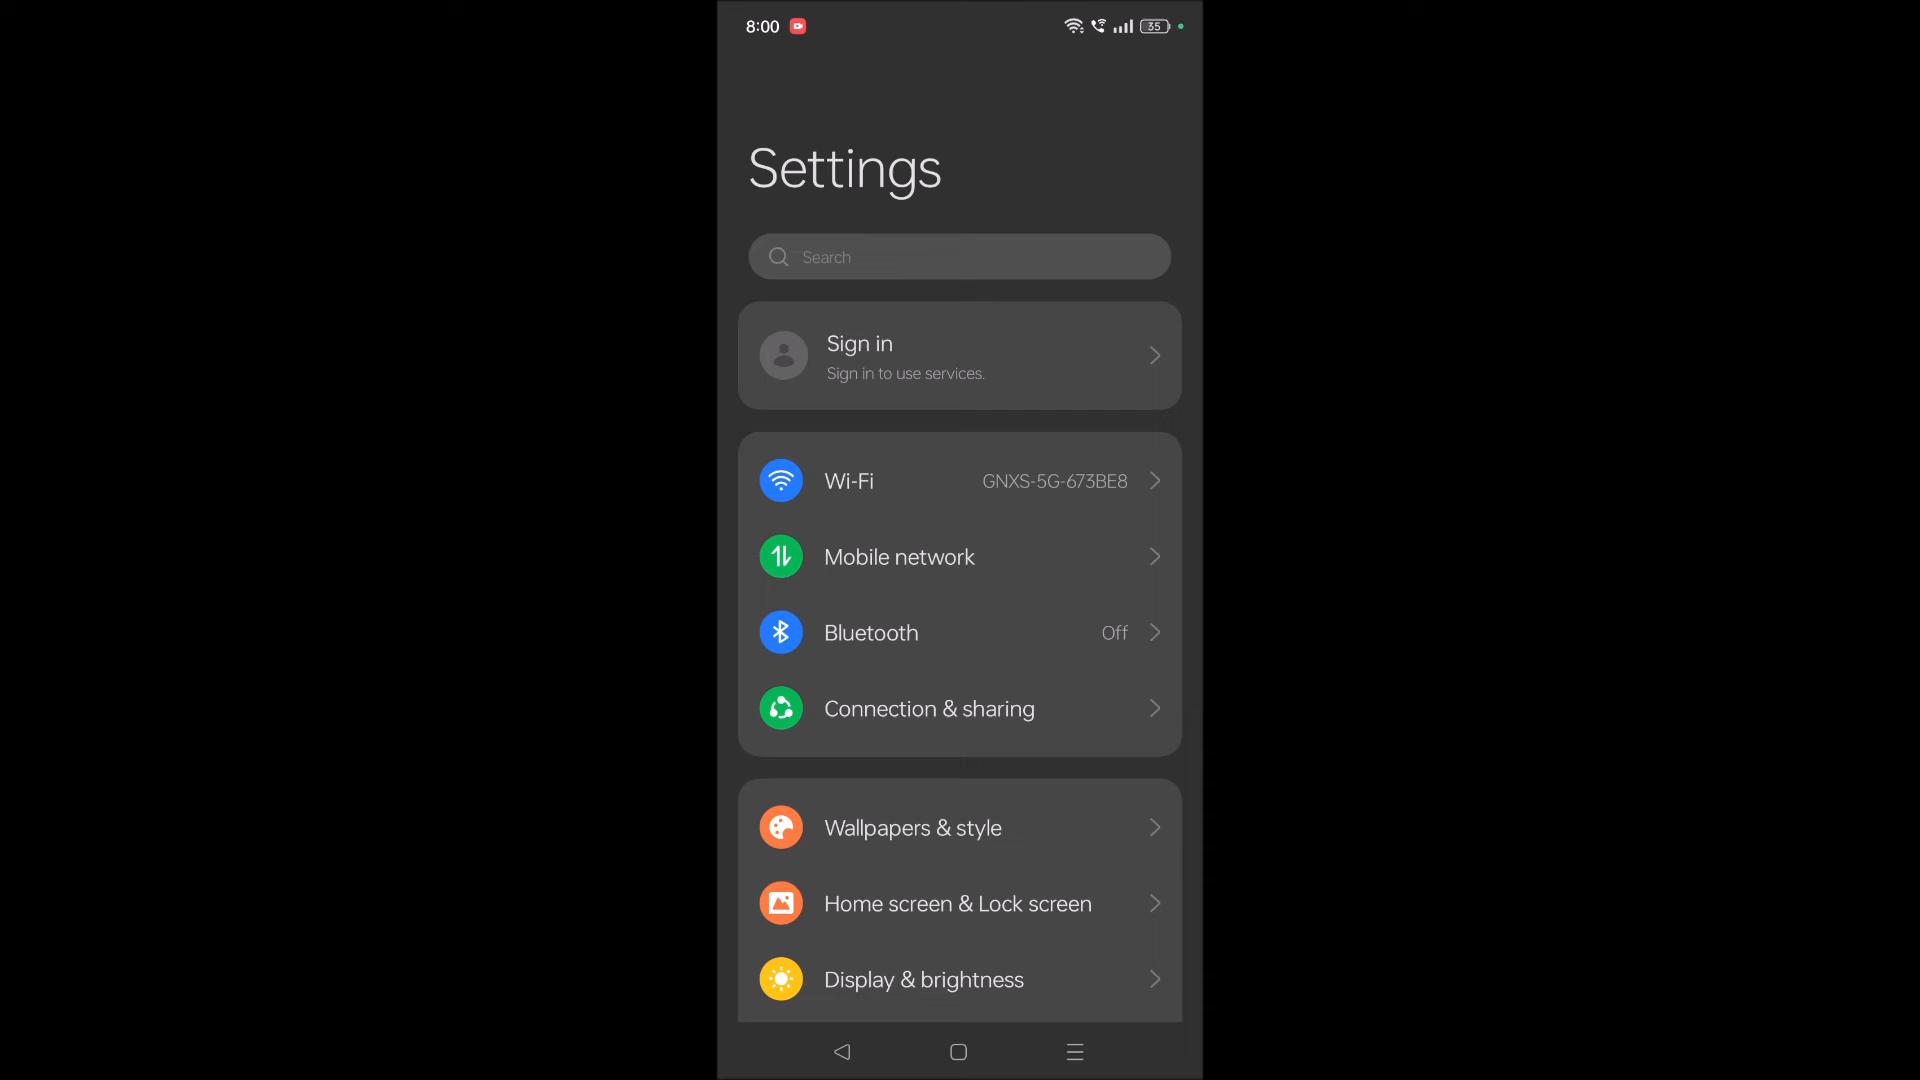 8:00
35
Settings
Search
Sign in
Sign in to use services.
Wi-Fi GNXS-5G-673BE8
Mobile network
Bluetooth Off
Connection & sharing
Wallpapers & style
Home screen & Lock screen
Display & brightness